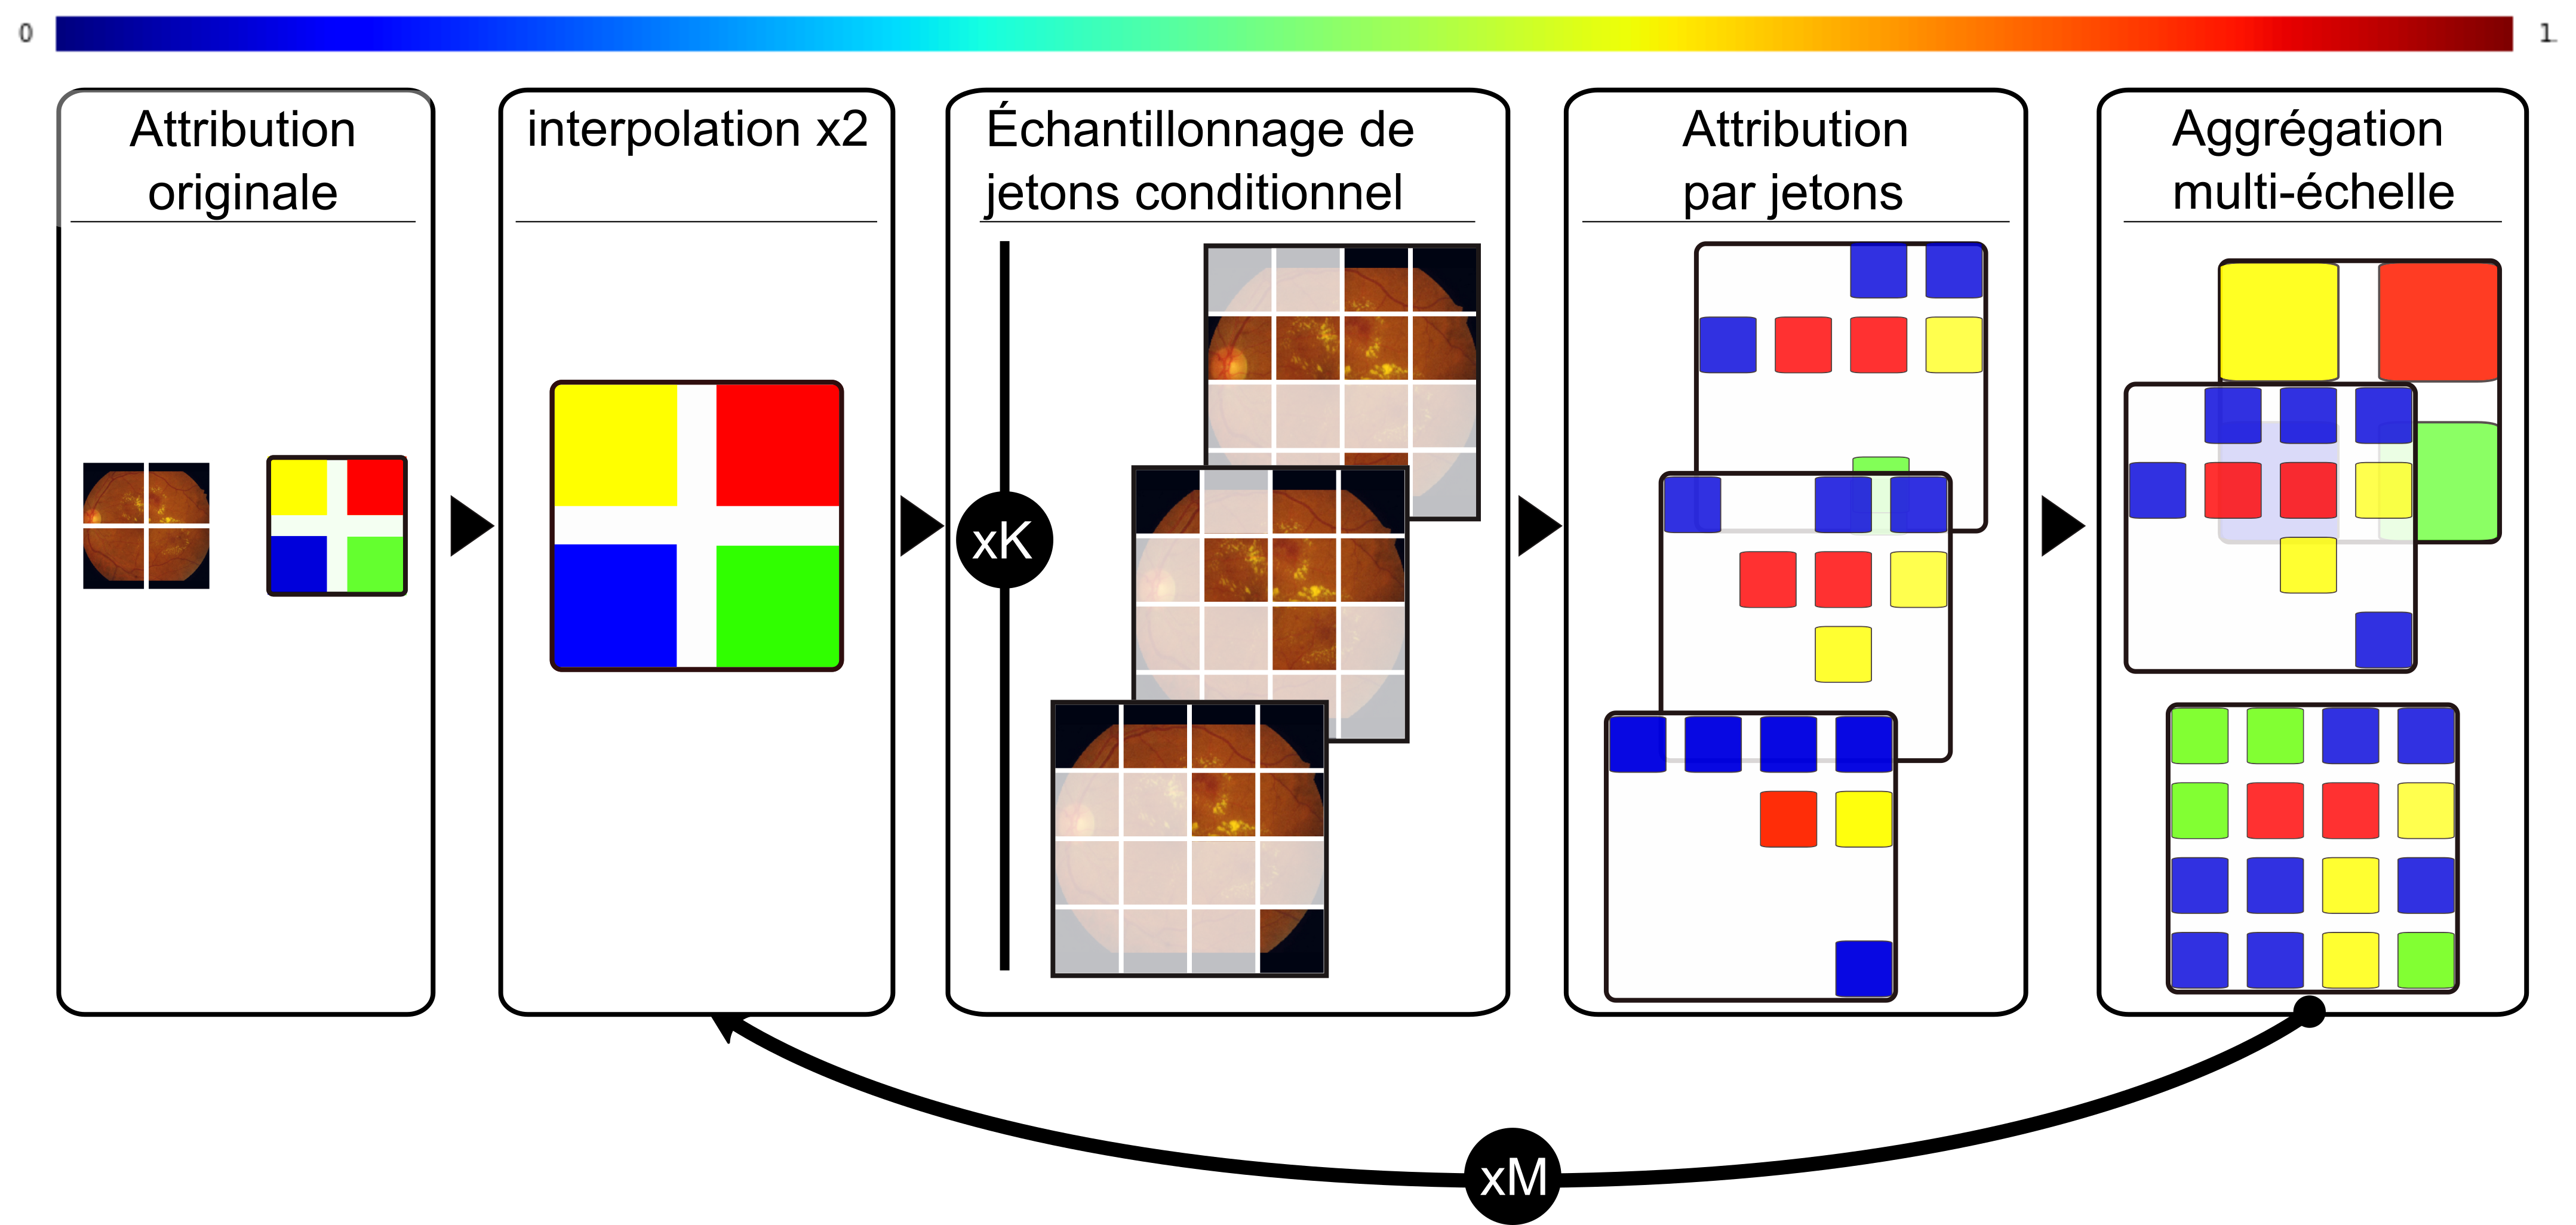 0
1
Attribution
originale
interpolation x2
Échantillonnage de
jetons conditionnel
Attribution
par jetons
Aggrégation
multi-échelle
xK
xM